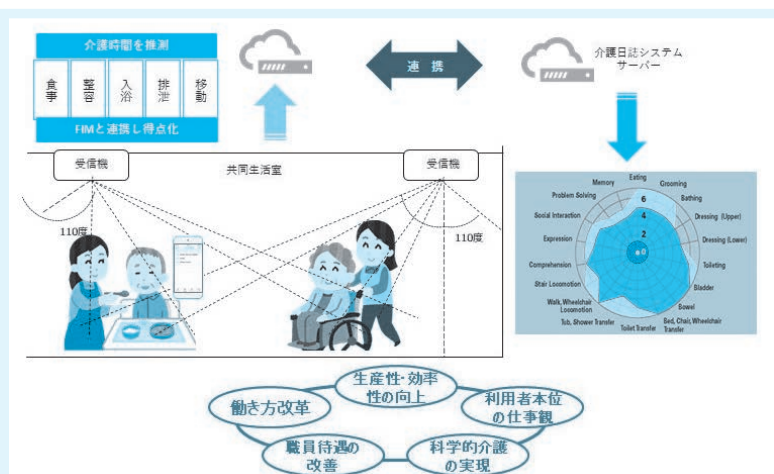 介護時間を推測
食事
整容
入浴
排泄
移動
FIMと連携し得点化
連携
介護日誌システム
サーバー
受信機
共同生活室
受信機
110度
110度
Eating
Grooming
Bathing
Dressing (Upper)
Dressing (Lower)
Toileting
Bladder
Bowel
Bed, Chair, Wheelchair
Transfer
Toilet Transfer
Tub, Shower Transfer
Walk, Wheelchair
Locomotion
Stair Locomotion
Comprehension
Expression
Social Interaction
Problem Solving
Memory
6
4
2
0
生産性・効率
性の向上
働き方改革
利用者本位
の仕事観
職員待遇の
改善
科学的介護
の実現